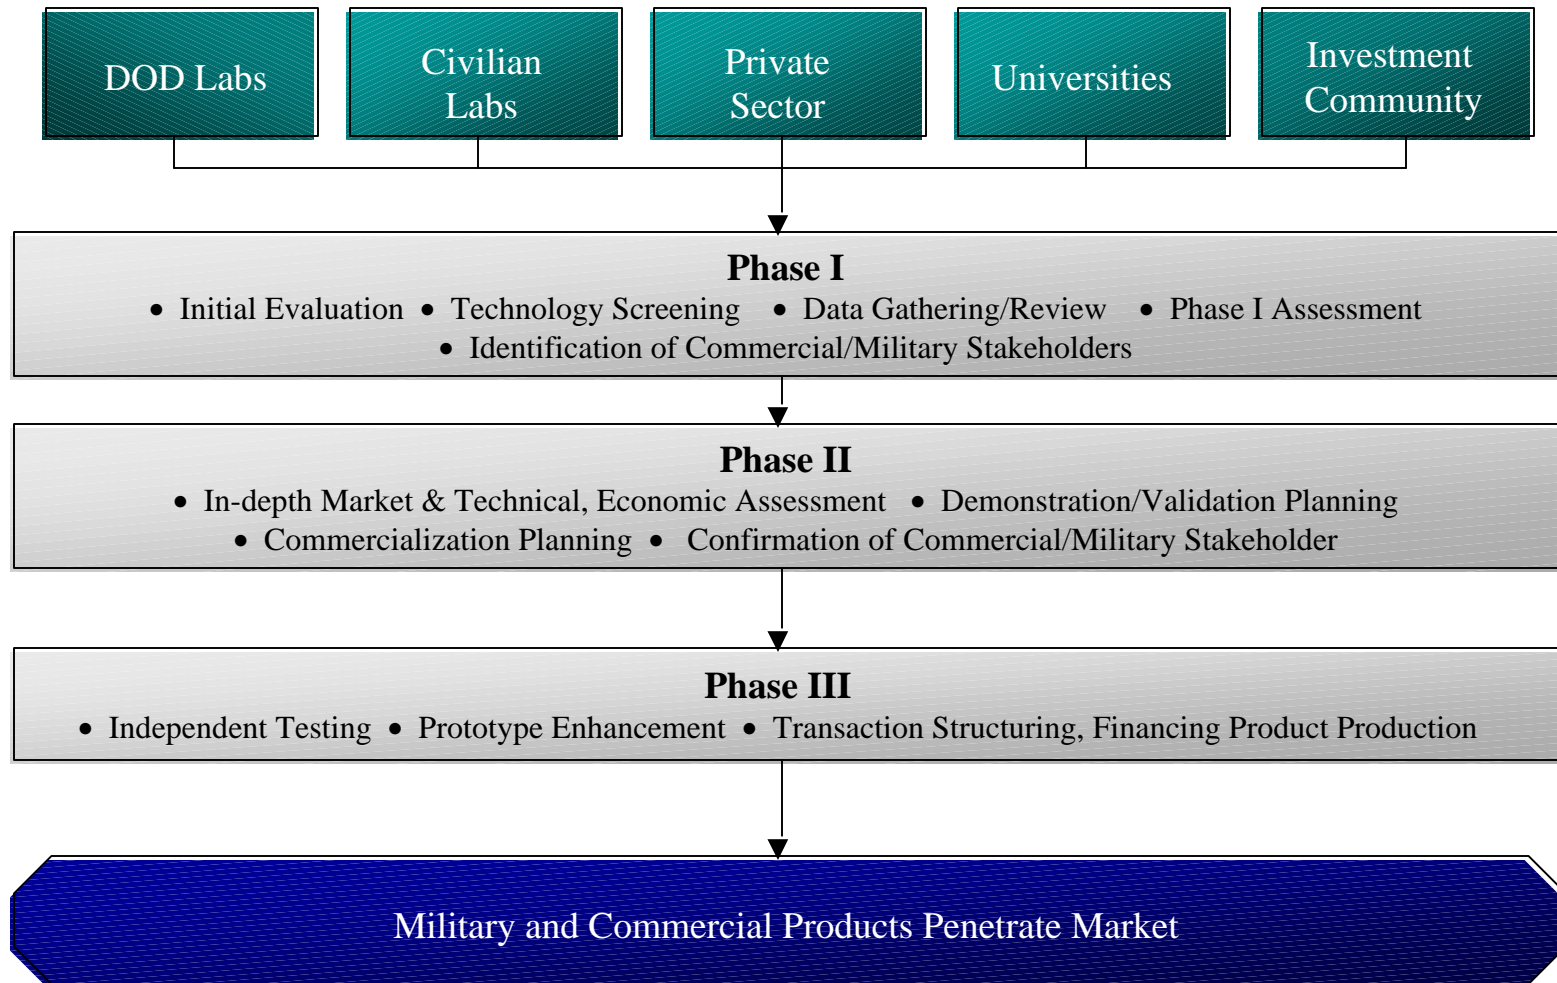 DOD Labs
Civilian
Labs
Private
Sector
Universities
Investment
Community
Phase I
• Initial Evaluation • Technology Screening • Data Gathering/Review • Phase I Assessment
• Identification of Commercial/Military Stakeholders
Phase II
• In-depth Market & Technical, Economic Assessment • Demonstration/Validation Planning
• Commercialization Planning • Confirmation of Commercial/Military Stakeholder
Phase III
• Independent Testing • Prototype Enhancement • Transaction Structuring, Financing Product Production
Military and Commercial Products Penetrate Market